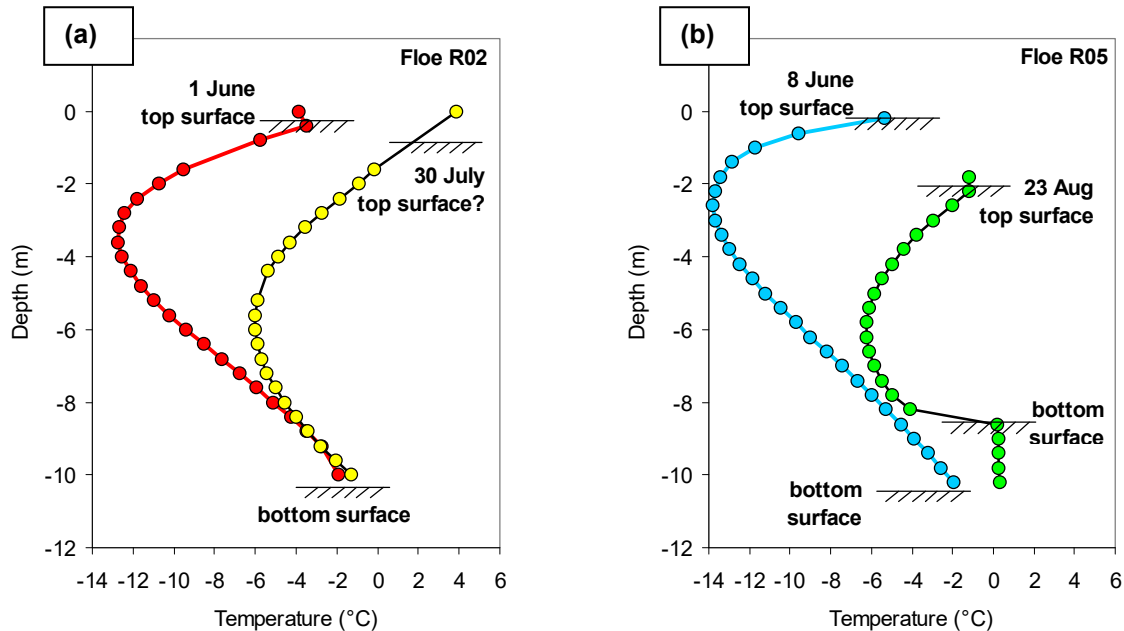 (a)
Floe R02
1 June
top surface
30 July
top surface?
bottom surface
Depth (m)
0
-2
-4
-6
-8
-10
-12
-14 -12 -10 -8 -6 -4 -2 0 2 4 6
Temperature (°C)
(b)
Floe R05
8 June
top surface
23 Aug
top surface
bottom
surface
bottom
surface
Depth (m)
0
-2
-4
-6
-8
-10
-12
-14 -12 -10 -8 -6 -4 -2 0 2 4 6
Temperature (°C)